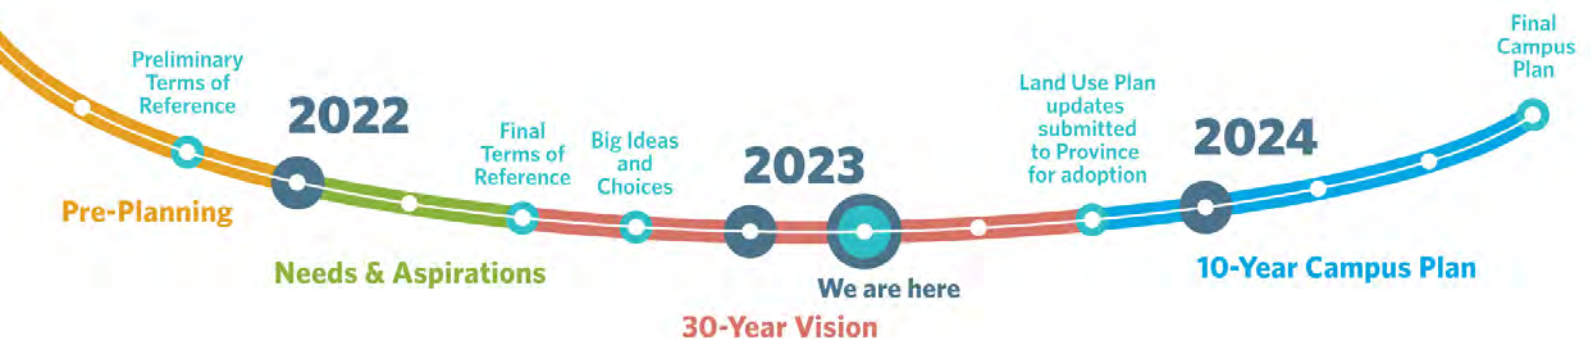 Preliminary
Terms of
Reference
2022
Pre-Planning
Final
Terms of
Reference
Needs & Aspirations
Big Ideas
and
Choices
2023
We are here
30-Year Vision
Land Use Plan
updates
submitted
to Province
for adoption
2024
10-Year Campus Plan
Final
Campus
Plan